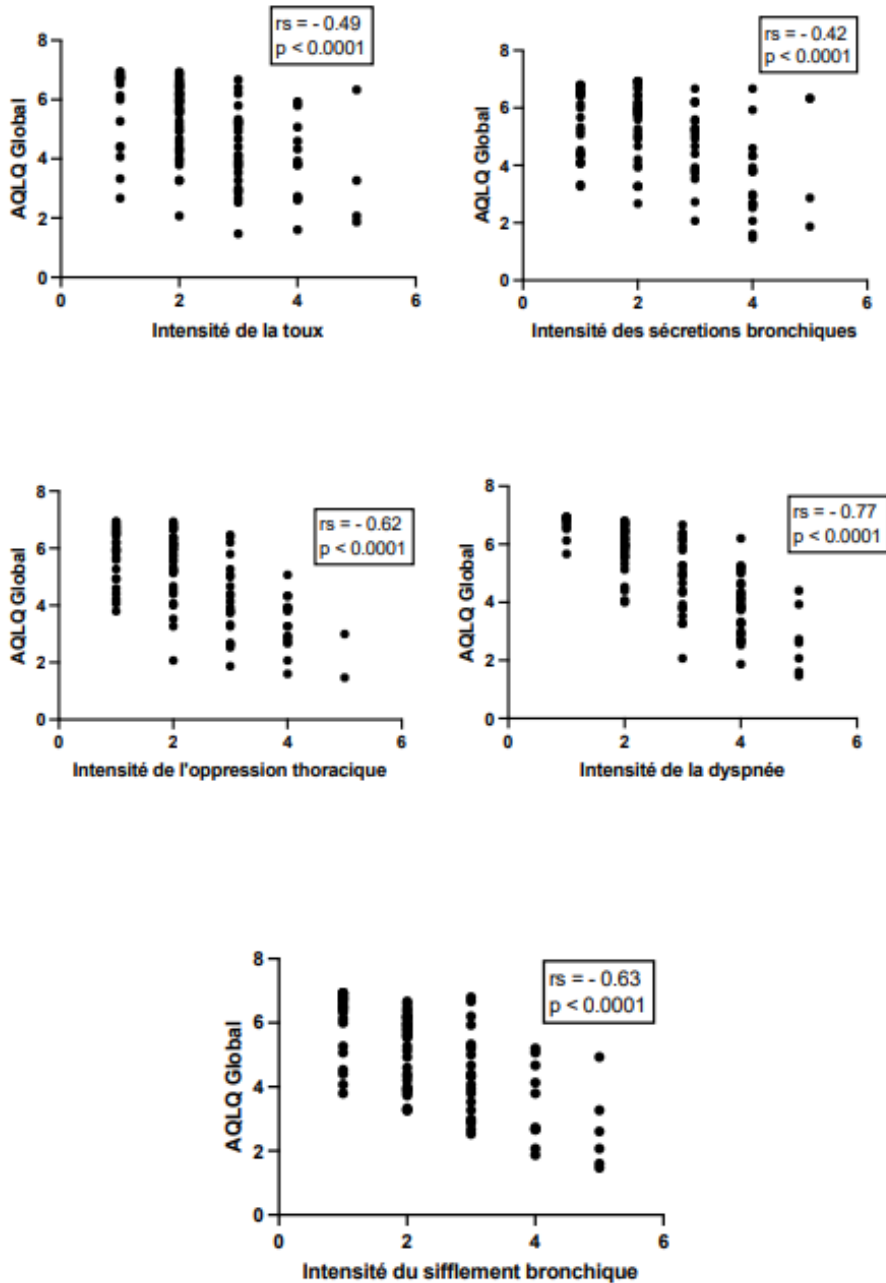 rs = - 0.49
p < 0.0001
8
6
4
2
0
AQLQ Global
0 2 4 6
Intensité de la toux
rs = - 0.42
p < 0.0001
8
6
4
2
0
AQLQ Global
0 2 4 6
Intensité des sécretions bronchiques
rs = - 0.62
p < 0.0001
8
6
4
2
0
AQLQ Global
0 2 4 6
Intensité de l'oppression thoracique
rs = - 0.77
p < 0.0001
8
6
4
2
0
AQLQ Global
0 2 4 6
Intensité de la dyspnée
rs = - 0.63
p < 0.0001
8
6
4
2
0
AQLQ Global
0 2 4 6
Intensité du sifflement bronchique